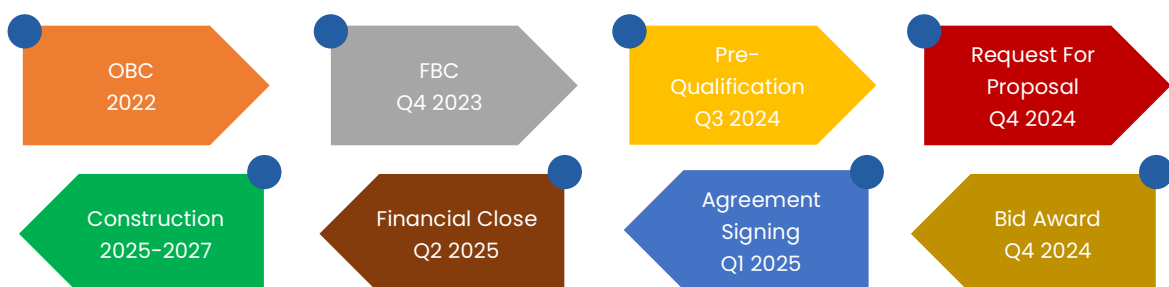 OBC
2022
FBC
Q4 2023
Pre-
Qualification
Q3 2024
Request For
Proposal
Q4 2024
Construction
2025-2027
Financial Close
Q2 2025
Agreement
Signing
Q1 2025
Bid Award
Q4 2024